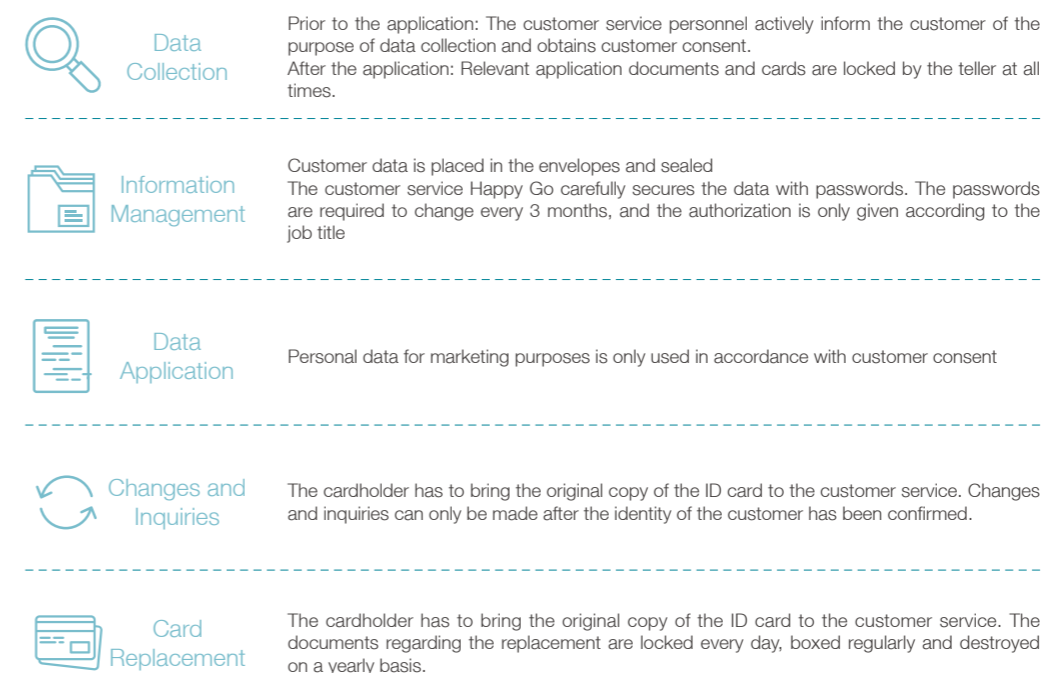 Data
Collection
Prior to the application: The customer service personnel actively inform the customer of the
purpose of data collection and obtains customer consent.
After the application: Relevant application documents and cards are locked by the teller at all
times.
Information
Management
Customer data is placed in the envelopes and sealed
The customer service Happy Go carefully secures the data with passwords. The passwords
are required to change every 3 months, and the authorization is only given according to the
job title
Data
Application
Personal data for marketing purposes is only used in accordance with customer consent
Changes and
Inquiries
The cardholder has to bring the original copy of the ID card to the customer service. Changes
and inquiries can only be made after the identity of the customer has been confirmed.
Card
Replacement
The cardholder has to bring the original copy of the ID card to the customer service. The
documents regarding the replacement are locked every day, boxed regularly and destroyed
on a yearly basis.